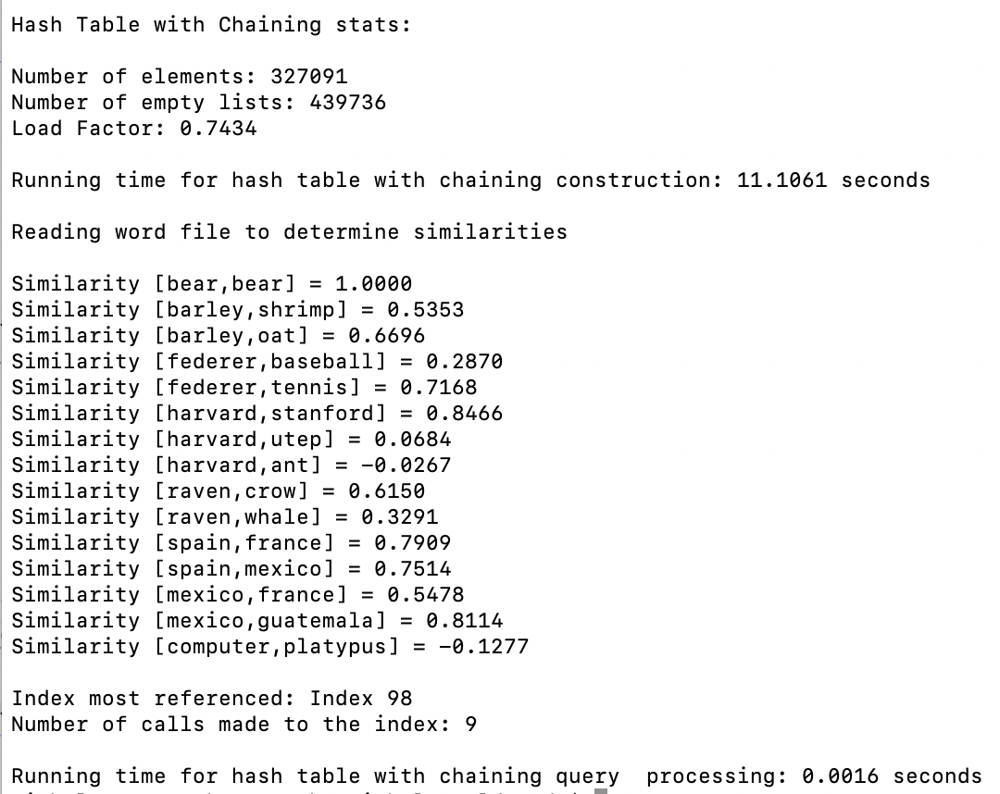 Hash Table with Chaining stats:
Number of elements: 327091
Number of empty lists: 439736
Load Factor: 0.7434
Running time for hash table with chaining construction: 11.1061 seconds
Reading word file to determine similarities
Similarity [bear,bear] = 1.0000
Similarity [barley,shrimp] = 0.5353
Similarity [barley,oat] = 0.6696
Similarity [federer,baseball] = 0.2870
Similarity [federer,tennis] = 0.7168
Similarity [harvard,stanford] = 0.8466
Similarity [harvard,utep] = 0.0684
Similarity [harvard,ant] = -0.0267
Similarity [raven,crow] = 0.6150
Similarity [raven,whale] = 0.3291
Similarity [spain,france] = 0.7909
Similarity [spain,mexico] = 0.7514
Similarity [mexico,france] = 0.5478
Similarity [mexico,guatemala] = 0.8114
Similarity [computer,platypus] = -0.1277
Index most referenced: Index 98
Number of calls made to the index: 9
Running time for hash table with chaining query  processing: 0.0016 seconds